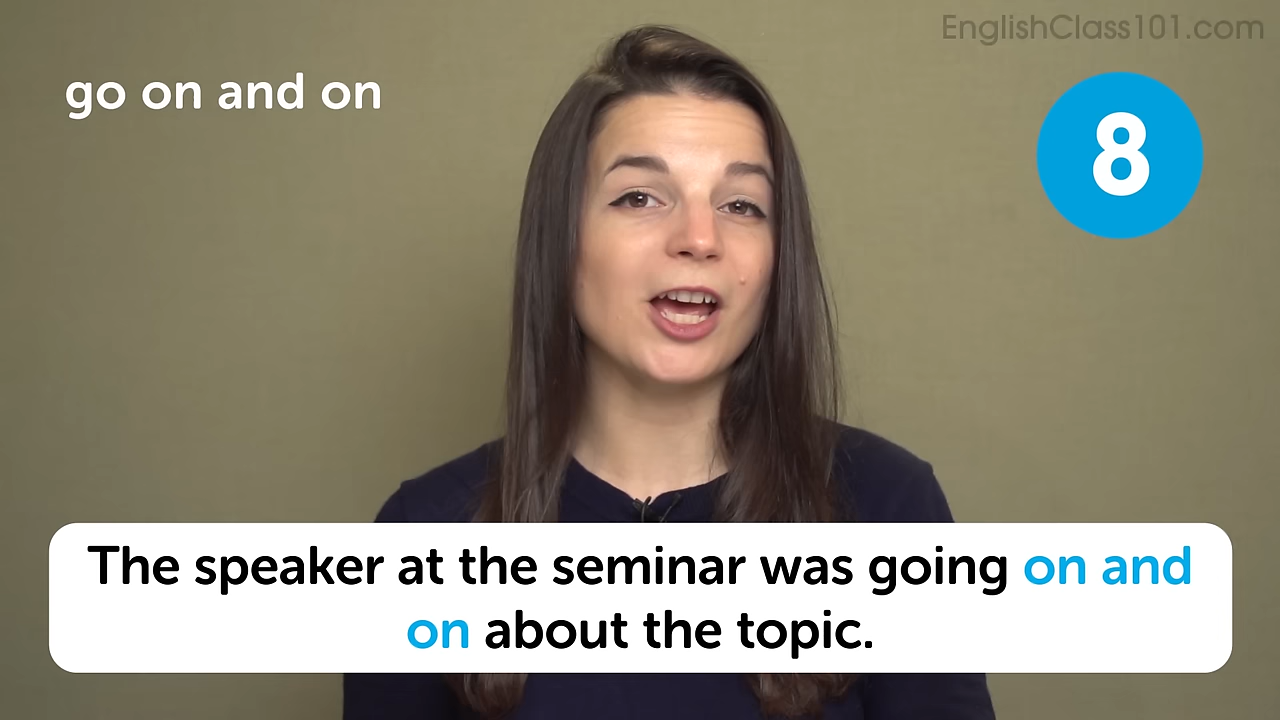 EnglishClass101.com
go on and on
8
The speaker at the seminar was going on and
on about the topic.